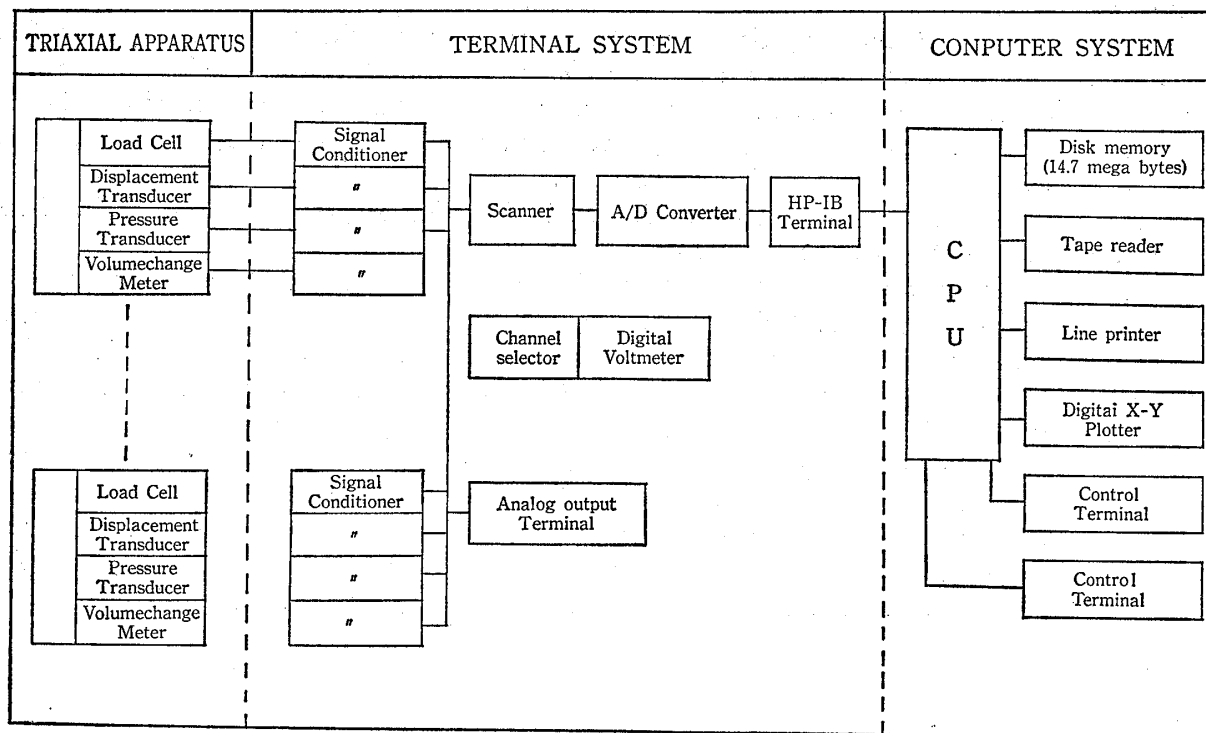 TRIAXIAL APPARATUS
TERMINAL SYSTEM
CONPUTER SYSTEM
Load Cell
Displacement
Transducer
Pressure
Transducer
Volumechange
Meter
Signal
Conditioner
〃
〃
〃
Scanner
A/D Converter
HP-IB
Terminal
Channel
selector
Digital
Voltmeter
C
P
U
Disk memory
(14.7 mega bytes)
Tape reader
Line printer
Digitai X-Y
Plotter
Control
Terminal
Control
Terminal
Load Cell
Displacement
Transducer
Pressure
Transducer
Volumechange
Meter
Signal
Conditioner
〃
〃
〃
Analog output
Terminal